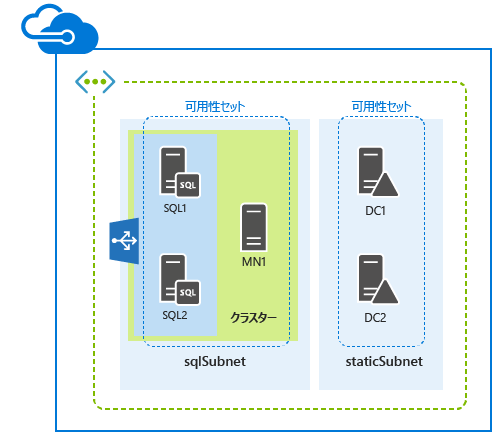 可用性セット
可用性セット
SQL
SQL1
DC1
MN1
SQL
SQL2
クラスター
DC2
sqlSubnet
staticSubnet